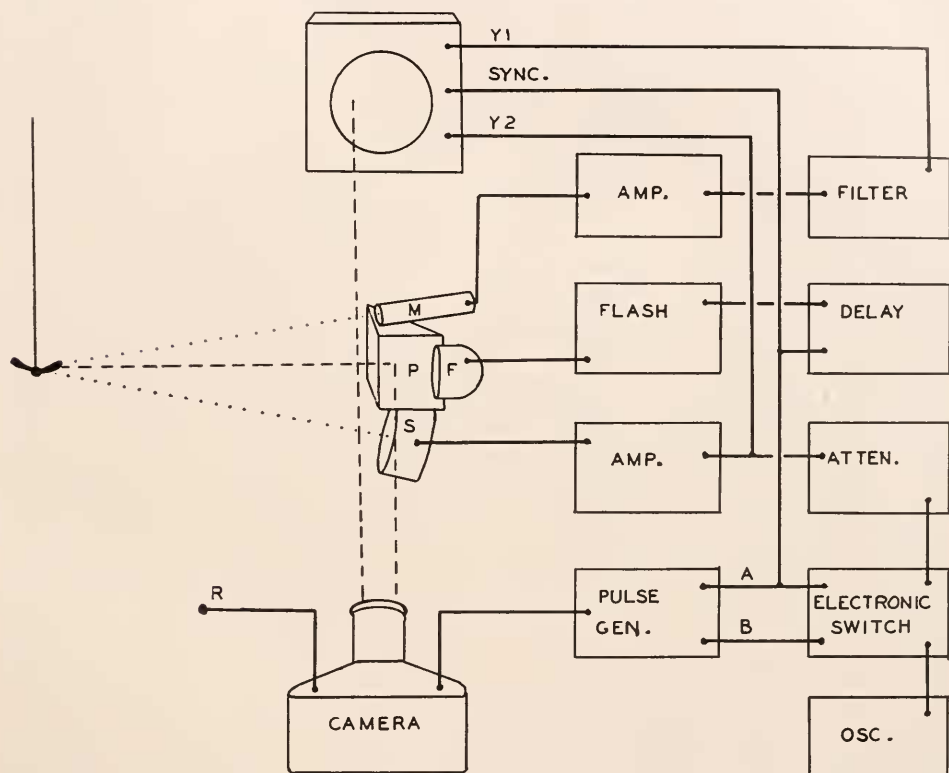 Y1
SYNC.
Y2
AMP.
FILTER
M
FLASH
DELAY
P
F
S
AMP.
ATTEN.
R
A
PULSE
GEN.
B
ELECTRONIC
SWITCH
CAMERA
OSC.